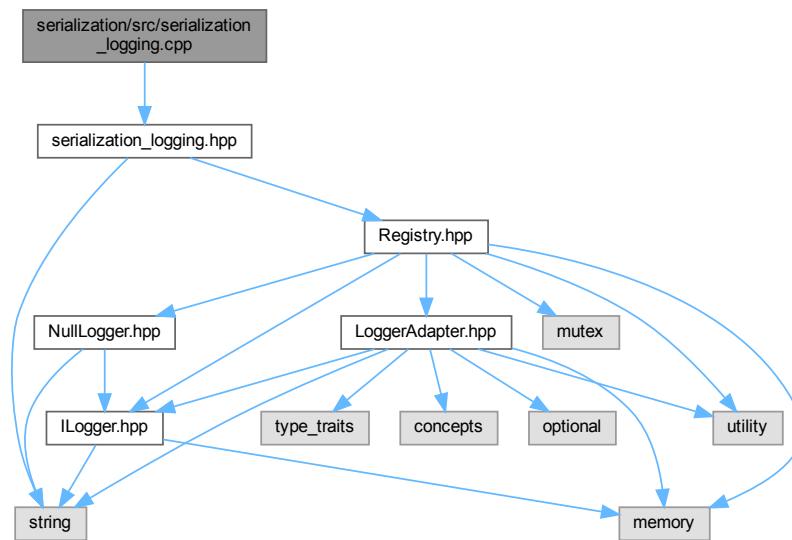 serialization/src/serialization
_logging.cpp
serialization_logging.hpp
Registry.hpp
NullLogger.hpp
LoggerAdapter.hpp
mutex
ILogger.hpp
type_traits
concepts
optional
utility
string
memory